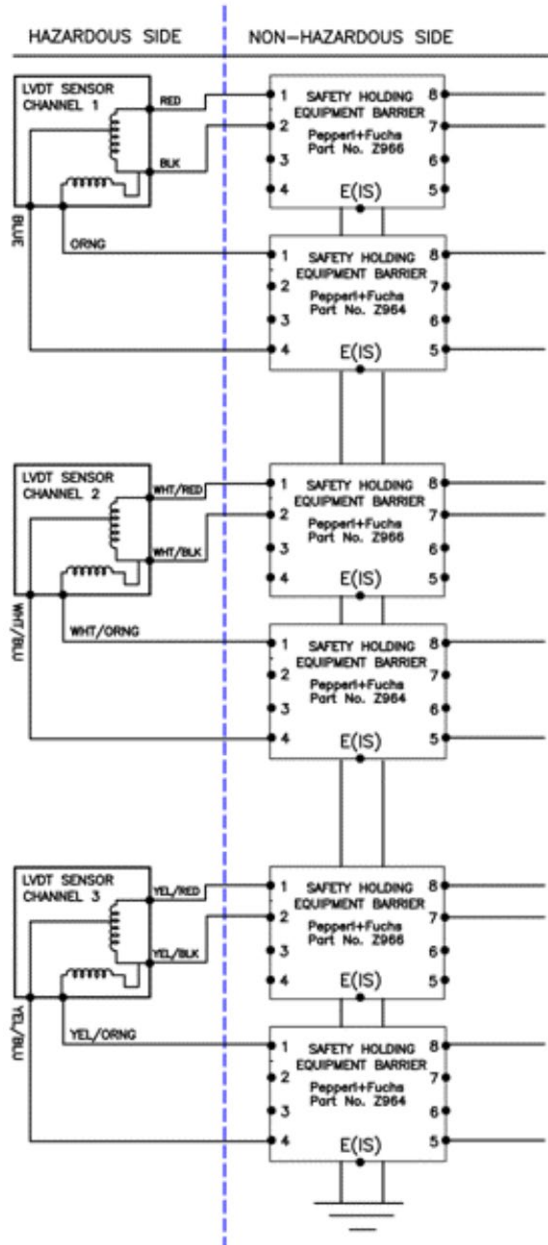 HAZARDOUS SIDE
NON-HAZARDOUS SIDE
LVDT SENSOR
CHANNEL 1
RED
BLK
BLUE
ORNG
1 SAFETY HOLDING 8
2 EQUIPMENT BARRIER 7
Pepperl+Fuchs
3 Part No. Z966 6
4 E(IS) 5
1 SAFETY HOLDING 8
EQUIPMENT BARRIER
2 Pepperl+Fuchs 7
3 Part No. Z964 6
4 E(IS) 5
LVDT SENSOR
CHANNEL 2
WHT/RED
WHT/BLK
WHT/BLU
WHT/ORNG
1 SAFETY HOLDING 8
EQUIPMENT BARRIER
2 Pepperl+Fuchs 7
3 Part No. Z966 6
4 E(IS) 5
1 SAFETY HOLDING 8
EQUIPMENT BARRIER
2 Pepperl+Fuchs 7
3 Part No. Z964 6
4 E(IS) 5
LVDT SENSOR
CHANNEL 3
YEL/RED
YEL/BLK
YEL/BLU
YEL/ORNG
1 SAFETY HOLDING 8
EQUIPMENT BARRIER
2 Pepperl+Fuchs 7
3 Part No. Z966 6
4 E(IS) 5
1 SAFETY HOLDING 8
EQUIPMENT BARRIER
2 Pepperl+Fuchs 7
3 Part No. Z964 6
4 E(IS) 5